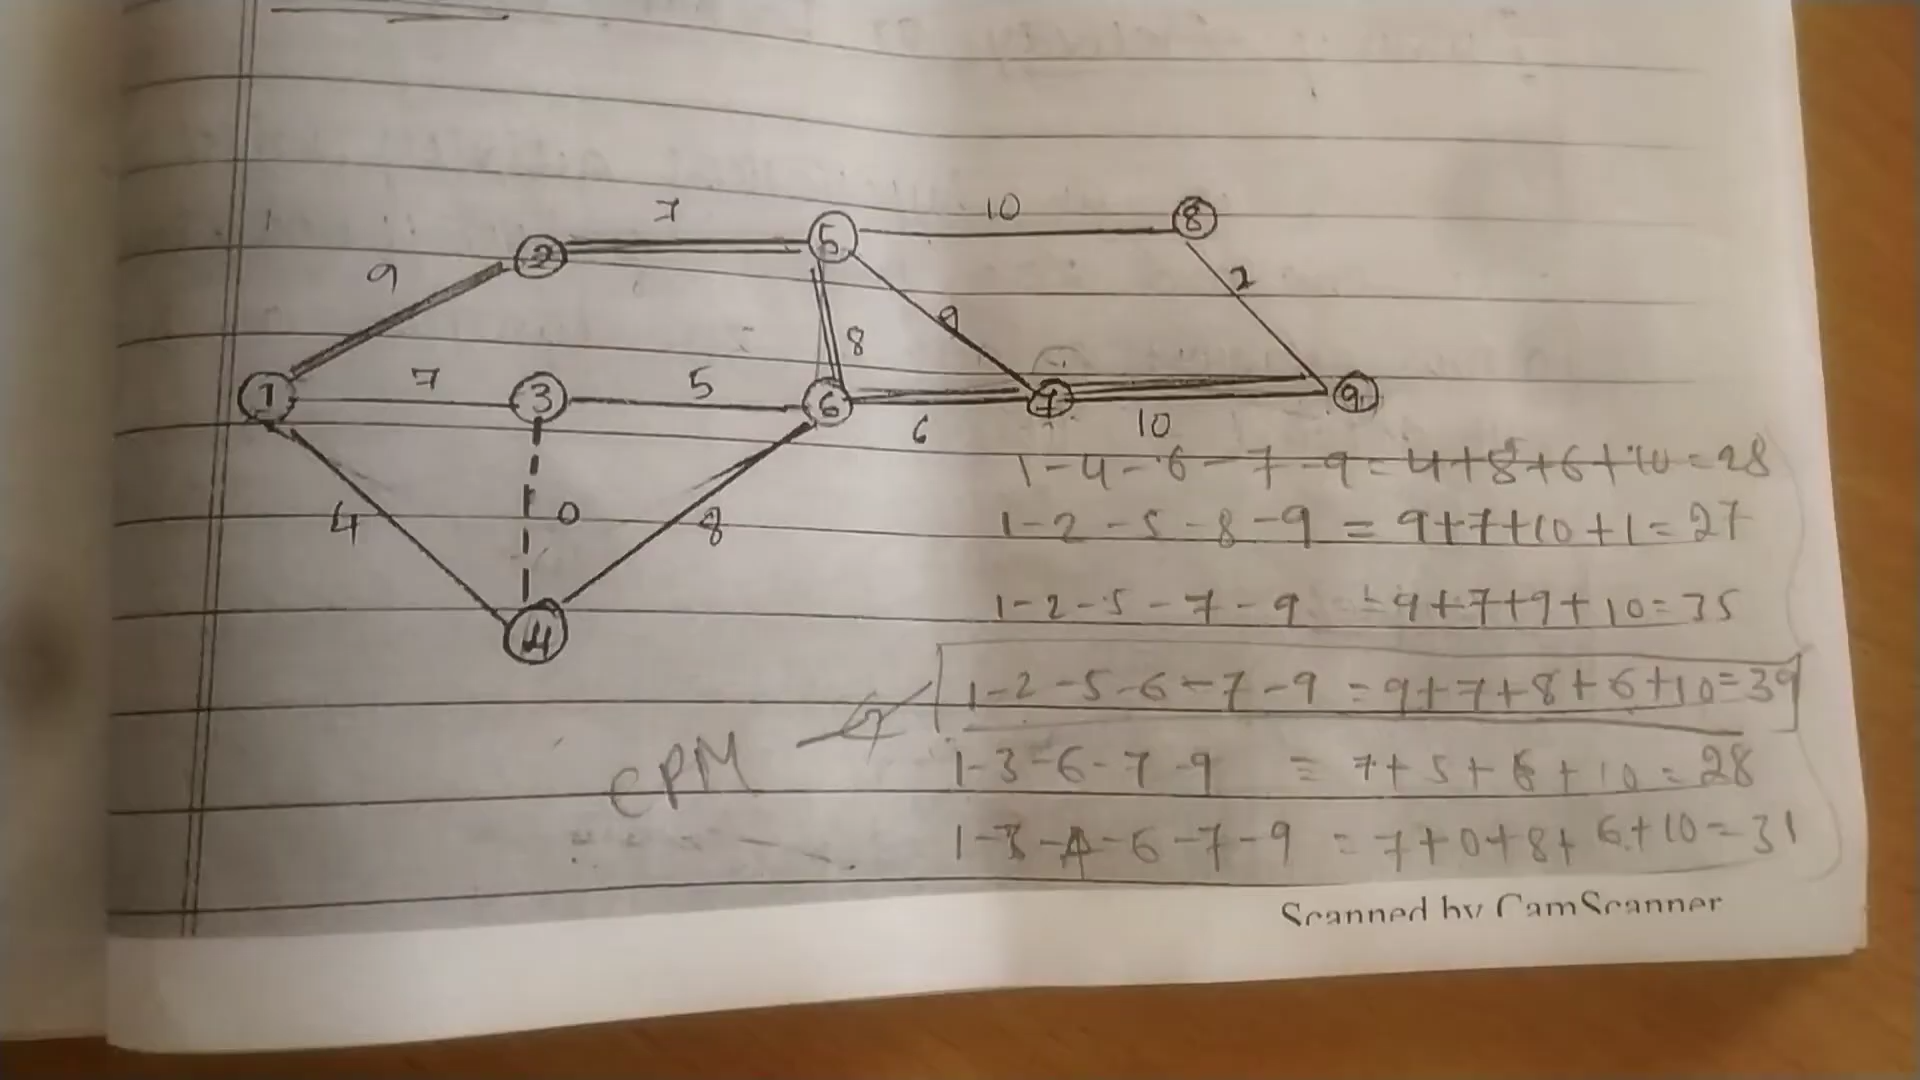 7 10 8
2 5
9 2
8 9
7 5
1 3 6 7 9
6 10
1-4-6-7-9 = 4+8+6+10=28
4 0 8
1-2-5-8-9 = 9+7+10+1=27
1-2-5-7-9 =9+7+9+10=35
4
1-2-5-6-7-9 =9+7+8+6+10=39
CPM
1-3-6-7-9 = 7+5+6+10=28
1-3-4-6-7-9 =7+0+8+6+10=31
Scanned by CamScanner